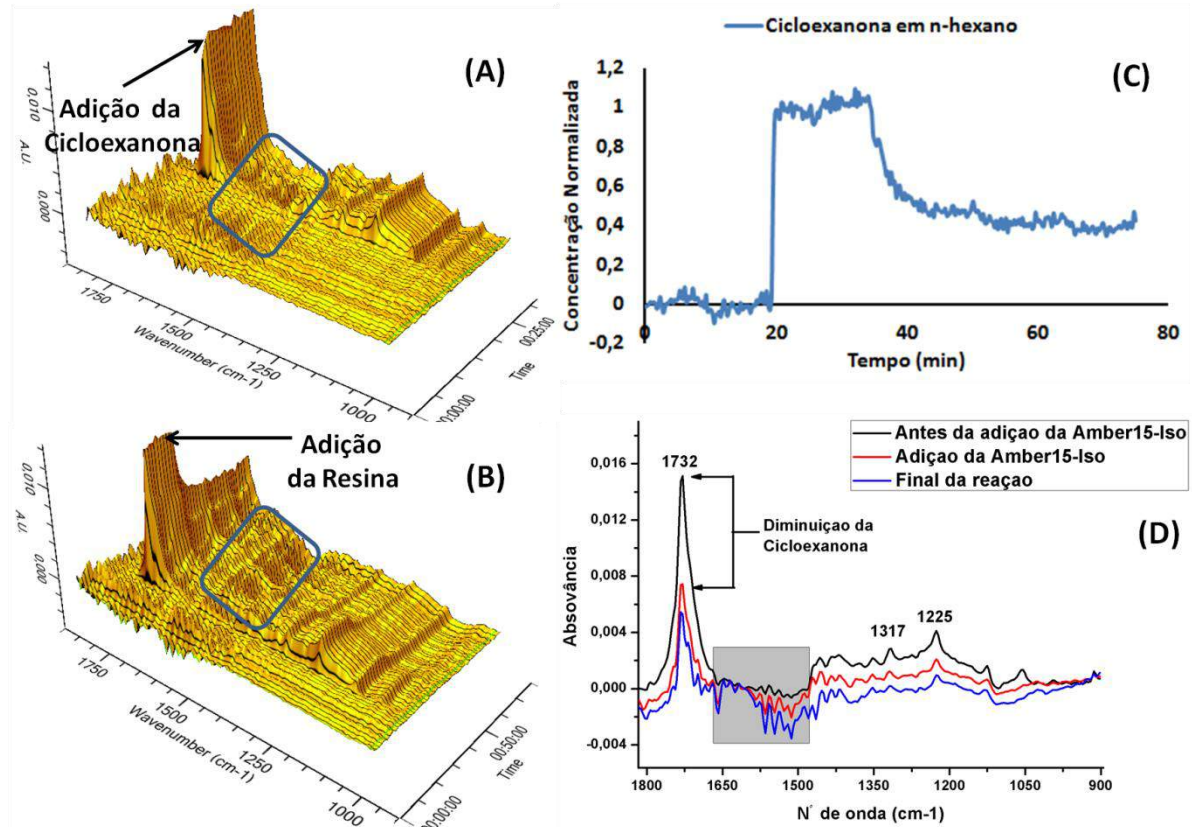 (A)
Adição da
Cicloexanona
0,010
A.U.
0,000
1750
1500
1250
1000
Wavenumber (cm-1)
00:00:00
00:25:00
Time
Cicloexanona em n-hexano
(C)
1,2
1
0,8
0,6
0,4
0,2
0
-0,2
Concentração Normalizada
0
20
40
60
80
Tempo (min)
(B)
Adição
da Resina
0,010
A.U.
0,000
1750
1500
1250
1000
Wavenumber (cm-1)
00:00:00
00:50:00
Time
Antes da adiçao da Amber15-Iso
Adiçao da Amber15-Iso
Final da reaçao
(D)
1732
Diminuiçao da
Cicloexanona
1317
1225
0,016
0,012
0,008
0,004
0,000
-0,004
Absovância
1800
1650
1500
1350
1200
1050
900
N´ de onda (cm-1)